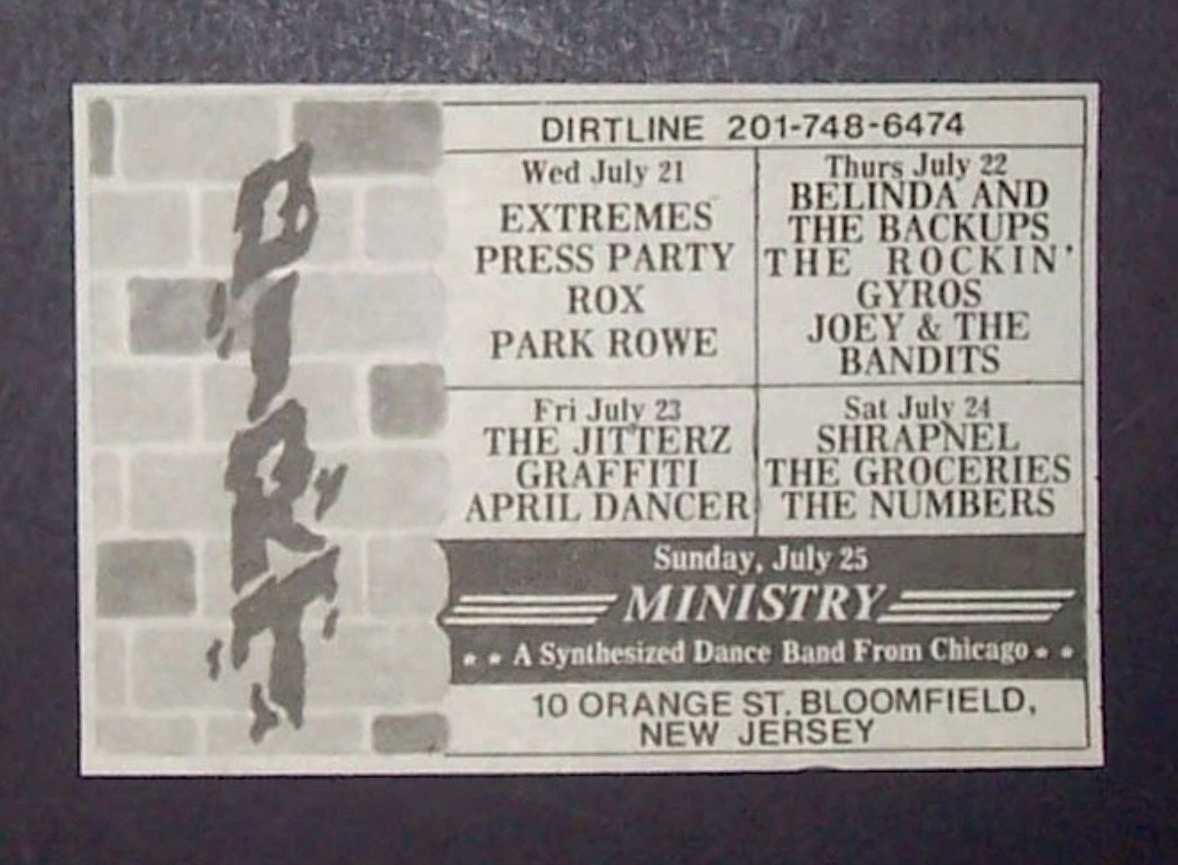 DIRT
DIRTLINE 201-748-6474
Wed July 21
EXTREMES
PRESS PARTY
ROX
PARK ROWE
Thurs July 22
BELINDA AND
THE BACKUPS
THE ROCKIN'
GYROS
JOEY & THE
BANDITS
Fri July 23
THE JITTERZ
GRAFFITI
APRIL DANCER
Sat July 24
SHRAPNEL
THE GROCERIES
THE NUMBERS
Sunday, July 25
MINISTRY
* * A Synthesized Dance Band From Chicago * *
10 ORANGE ST. BLOOMFIELD,
NEW JERSEY